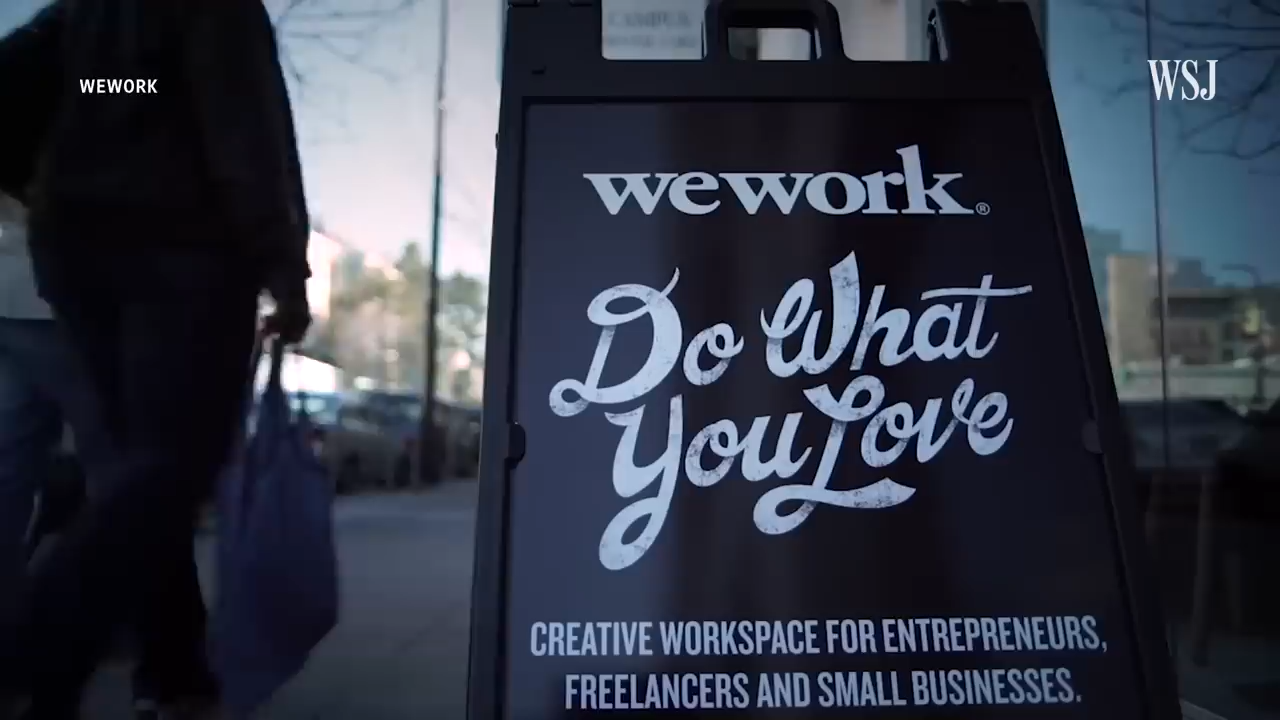 WEWORK
WSJ
wework®
Do What
You Love
CREATIVE WORKSPACE FOR ENTREPRENEURS,
FREELANCERS AND SMALL BUSINESSES.